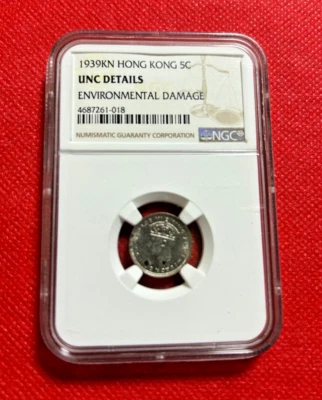 1939KN HONG KONG 5C
UNC DETAILS
ENVIRONMENTAL DAMAGE
4687261-018
NUMISMATIC GUARANTY CORPORATION
NGC